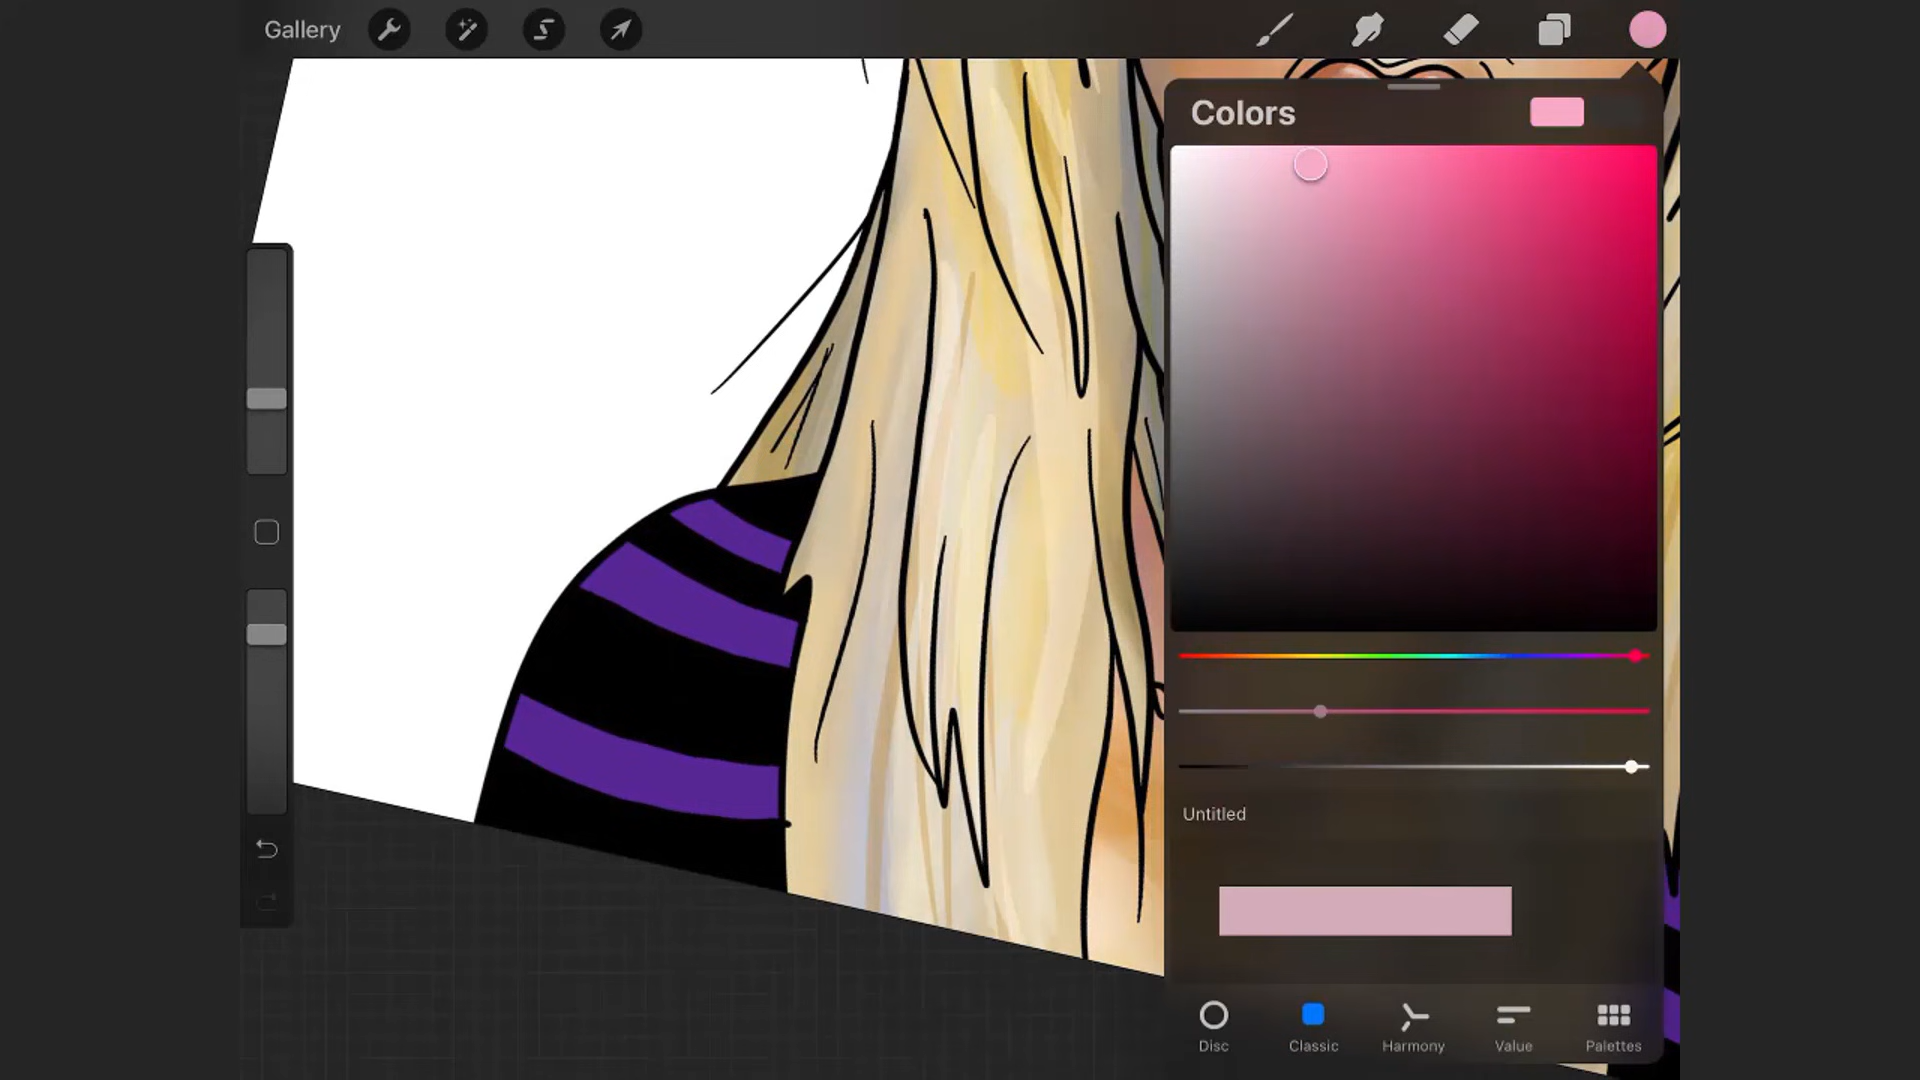 Gallery
Colors
Untitled
Disc
Classic
Harmony
Value
Palettes